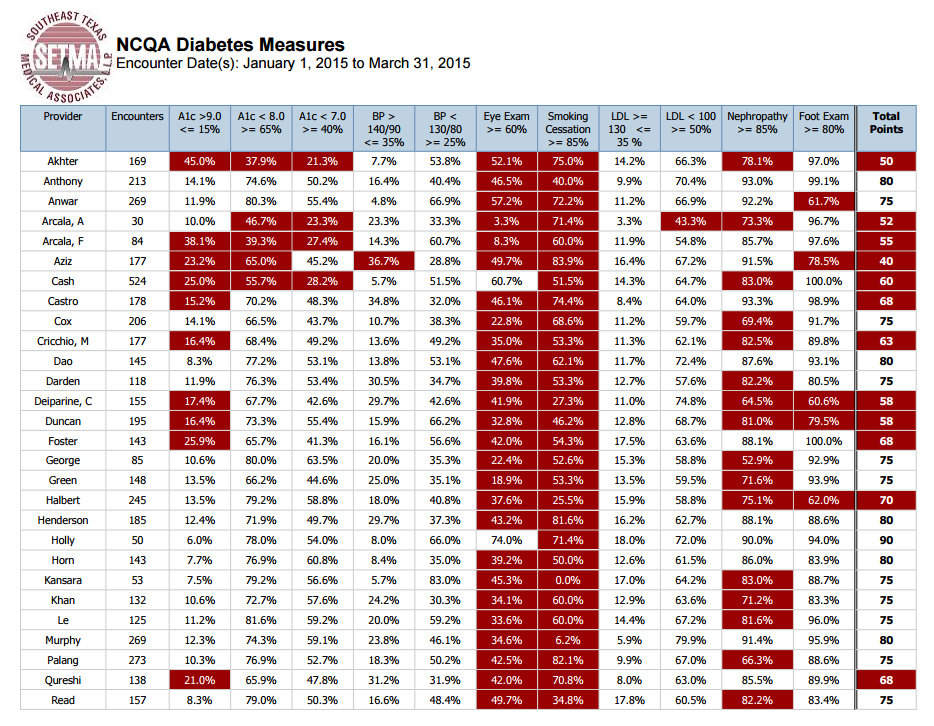 SOUTHEAST TEXAS
SETMA
MEDICAL ASSOCIATES, L.L.P.
NCQA Diabetes Measures
Encounter Date(s): January 1, 2015 to March 31, 2015
Provider Encounters A1c >9.0 <= 15% A1c < 8.0 >= 65% A1c < 7.0 >= 40% BP > 140/90 <= 35% BP < 130/80 >= 25% Eye Exam >= 60% Smoking Cessation >= 85% LDL >= 130 <= 35 % LDL < 100 >= 50% Nephropathy >= 85% Foot Exam >= 80% Total Points
Akhter 169 45.0% 37.9% 21.3% 7.7% 53.8% 52.1% 75.0% 14.2% 66.3% 78.1% 97.0% 50
Anthony 213 14.1% 74.6% 50.2% 16.4% 40.4% 46.5% 40.0% 9.9% 70.4% 93.0% 99.1% 80
Anwar 269 11.9% 80.3% 55.4% 4.8% 66.9% 57.2% 72.2% 11.2% 66.9% 92.2% 61.7% 75
Arcala, A 30 10.0% 46.7% 23.3% 23.3% 33.3% 3.3% 71.4% 3.3% 43.3% 73.3% 96.7% 52
Arcala, F 84 38.1% 39.3% 27.4% 14.3% 60.7% 8.3% 60.0% 11.9% 54.8% 85.7% 97.6% 55
Aziz 177 23.2% 65.0% 45.2% 36.7% 28.8% 49.7% 83.9% 16.4% 67.2% 91.5% 78.5% 40
Cash 524 25.0% 55.7% 28.2% 5.7% 51.5% 60.7% 51.5% 14.3% 64.7% 83.0% 100.0% 60
Castro 178 15.2% 70.2% 48.3% 34.8% 32.0% 46.1% 74.4% 8.4% 64.0% 93.3% 98.9% 68
Cox 206 14.1% 66.5% 43.7% 10.7% 38.3% 22.8% 68.6% 11.2% 59.7% 69.4% 91.7% 75
Cricchio, M 177 16.4% 68.4% 49.2% 13.6% 49.2% 35.0% 53.3% 11.3% 62.1% 82.5% 89.8% 63
Dao 145 8.3% 77.2% 53.1% 13.8% 53.1% 47.6% 62.1% 11.7% 72.4% 87.6% 93.1% 80
Darden 118 11.9% 76.3% 53.4% 30.5% 34.7% 39.8% 53.3% 12.7% 57.6% 82.2% 80.5% 75
Deiparine, C 155 17.4% 67.7% 42.6% 29.7% 42.6% 41.9% 27.3% 11.0% 74.8% 64.5% 60.6% 58
Duncan 195 16.4% 73.3% 55.4% 15.9% 66.2% 32.8% 46.2% 12.8% 68.7% 81.0% 79.5% 58
Foster 143 25.9% 65.7% 41.3% 16.1% 56.6% 42.0% 54.3% 17.5% 63.6% 88.1% 100.0% 68
George 85 10.6% 80.0% 63.5% 20.0% 35.3% 22.4% 52.6% 15.3% 58.8% 52.9% 92.9% 75
Green 148 13.5% 66.2% 44.6% 25.0% 35.1% 18.9% 53.3% 13.5% 59.5% 71.6% 93.9% 75
Halbert 245 13.5% 79.2% 58.8% 18.0% 40.8% 37.6% 25.5% 15.9% 58.8% 75.1% 62.0% 70
Henderson 185 12.4% 71.9% 49.7% 29.7% 37.3% 43.2% 81.6% 16.2% 62.7% 88.1% 88.6% 80
Holly 50 6.0% 78.0% 54.0% 8.0% 66.0% 74.0% 71.4% 18.0% 72.0% 90.0% 94.0% 90
Horn 143 7.7% 76.9% 60.8% 8.4% 35.0% 39.2% 50.0% 12.6% 61.5% 86.0% 83.9% 80
Kansara 53 7.5% 79.2% 56.6% 5.7% 83.0% 45.3% 0.0% 17.0% 64.2% 83.0% 88.7% 75
Khan 132 10.6% 72.7% 57.6% 24.2% 30.3% 34.1% 60.0% 12.9% 63.6% 71.2% 83.3% 75
Le 125 11.2% 81.6% 59.2% 20.0% 59.2% 33.6% 60.0% 14.4% 67.2% 81.6% 96.0% 75
Murphy 269 12.3% 74.3% 59.1% 23.8% 46.1% 34.6% 6.2% 5.9% 79.9% 91.4% 95.9% 80
Palang 273 10.3% 76.9% 52.7% 18.3% 50.2% 42.5% 82.1% 9.9% 67.0% 66.3% 88.6% 75
Qureshi 138 21.0% 65.9% 47.8% 31.2% 31.9% 42.0% 70.8% 8.0% 63.0% 85.5% 89.9% 68
Read 157 8.3% 79.0% 50.3% 16.6% 48.4% 49.7% 34.8% 17.8% 60.5% 82.2% 83.4% 75